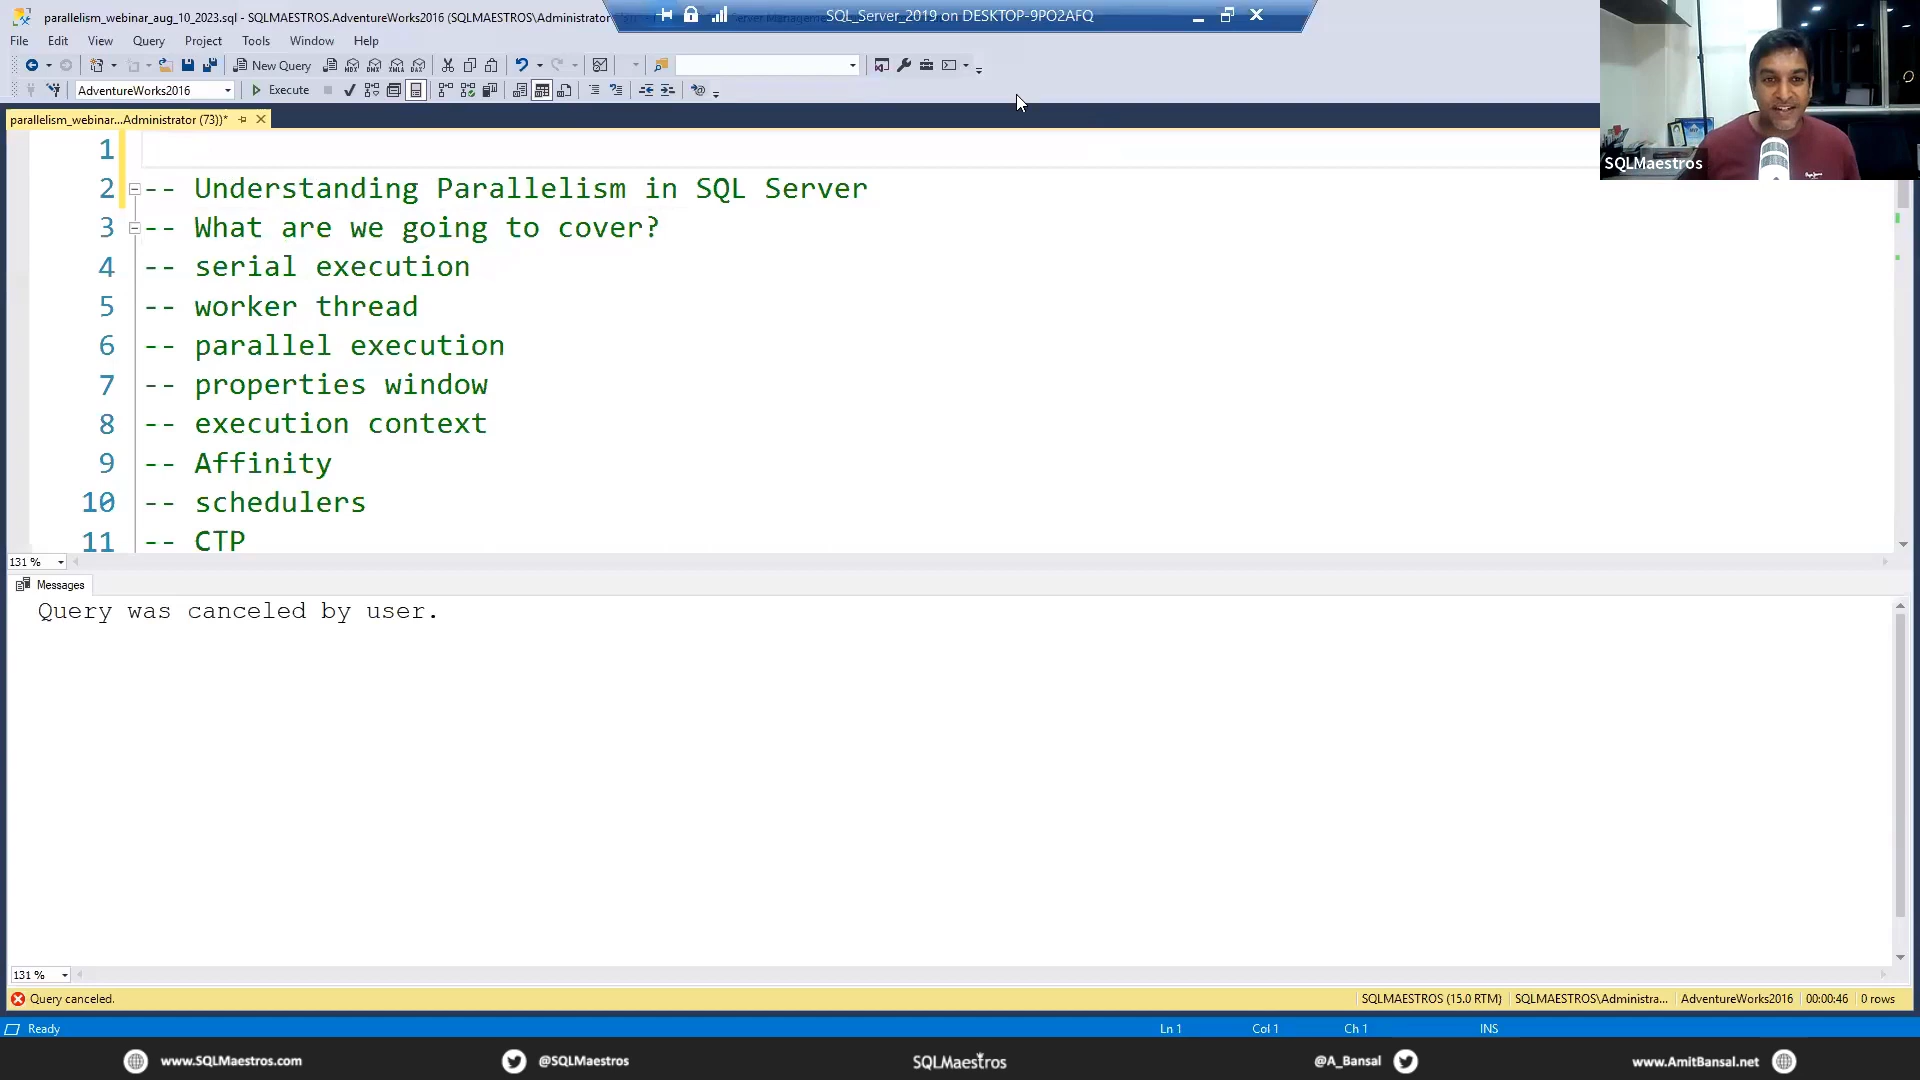 parallelism_webinar_aug_10_2023.sql - SQLMAESTROS.AdventureWorks2016 (SQLMAESTROS\Administrator
SQL_Server_2019 on DESKTOP-9PO2AFQ
File Edit View Query Project Tools Window Help
New Query
AdventureWorks2016
Execute
parallelism_webinar...Administrator (73))*
SQLMaestros
1
2 -- Understanding Parallelism in SQL Server
3 -- What are we going to cover?
4 -- serial execution
5 -- worker thread
6 -- parallel execution
7 -- properties window
8 -- execution context
9 -- Affinity
10 -- schedulers
11 -- CTP
131 %
Messages
Query was canceled by user.
131 %
Query canceled.
SQLMAESTROS (15.0 RTM) SQLMAESTROS\Administra... AdventureWorks2016 00:00:46 0 rows
Ready Ln 1 Col 1 Ch 1 INS
www.SQLMaestros.com @SQLMaestros SQLMaestros @A_Bansal www.AmitBansal.net